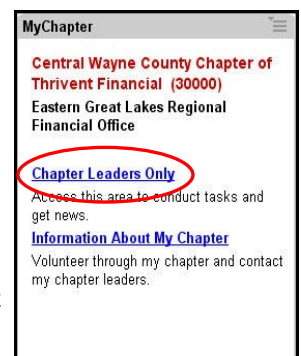 MyChapter
Central Wayne County Chapter of
Thrivent Financial (30000)
Eastern Great Lakes Regional
Financial Office
Chapter Leaders Only
Access this area to conduct tasks and
get news.
Information About My Chapter
Volunteer through my chapter and contact
my chapter leaders.